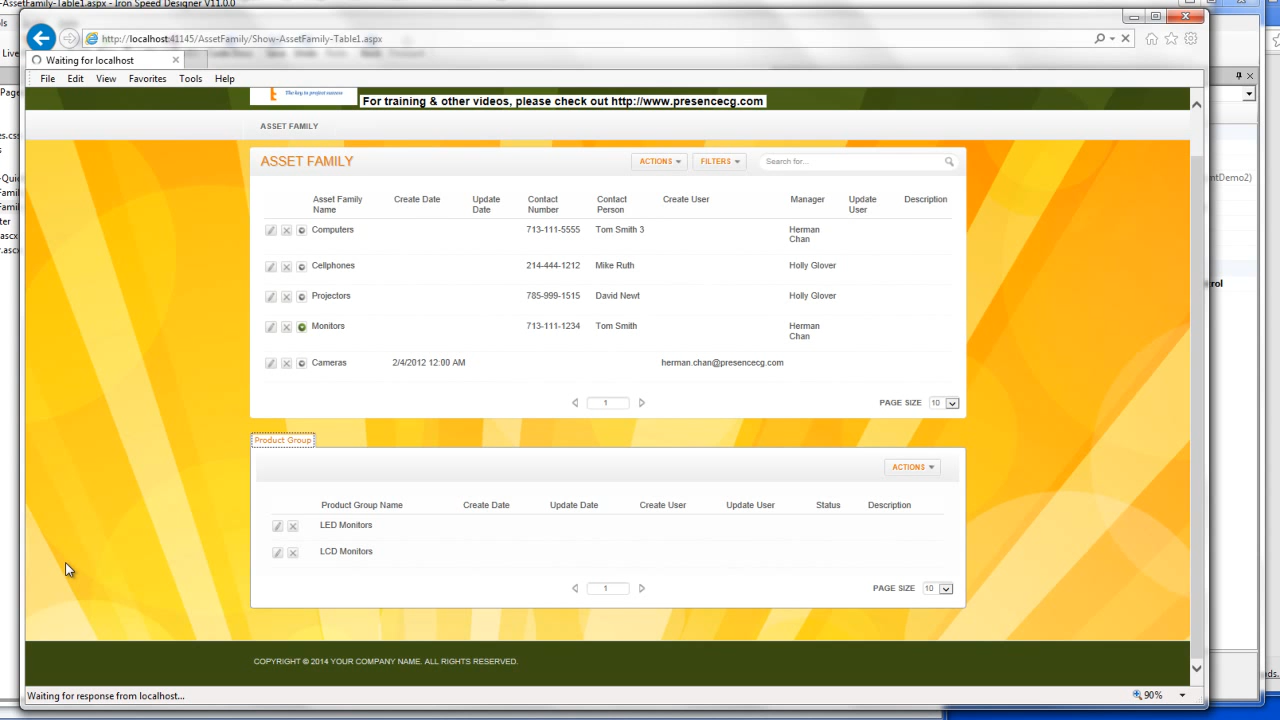 -AssetFamily-Table1.aspx - Iron Speed Designer V11.0.0
http://localhost:41145/AssetFamily/Show-AssetFamily-Table1.aspx
Waiting for localhost
File Edit View Favorites Tools Help
The key to project success
For training & other videos, please check out http://www.presencecg.com
ASSET FAMILY
ASSET FAMILY ACTIONS FILTERS Search for...
Asset Family Name Create Date Update Date Contact Number Contact Person Create User Manager Update User Description
Computers 713-111-5555 Tom Smith 3 Herman Chan
Cellphones 214-444-1212 Mike Ruth Holly Glover
Projectors 785-999-1515 David Newt Holly Glover
Monitors 713-111-1234 Tom Smith Herman Chan
Cameras 2/4/2012 12:00 AM herman.chan@presencecg.com
1 PAGE SIZE 10
Product Group
ACTIONS
Product Group Name Create Date Update Date Create User Update User Status Description
LED Monitors
LCD Monitors
1 PAGE SIZE 10
COPYRIGHT © 2014 YOUR COMPANY NAME. ALL RIGHTS RESERVED.
Waiting for response from localhost... 90%